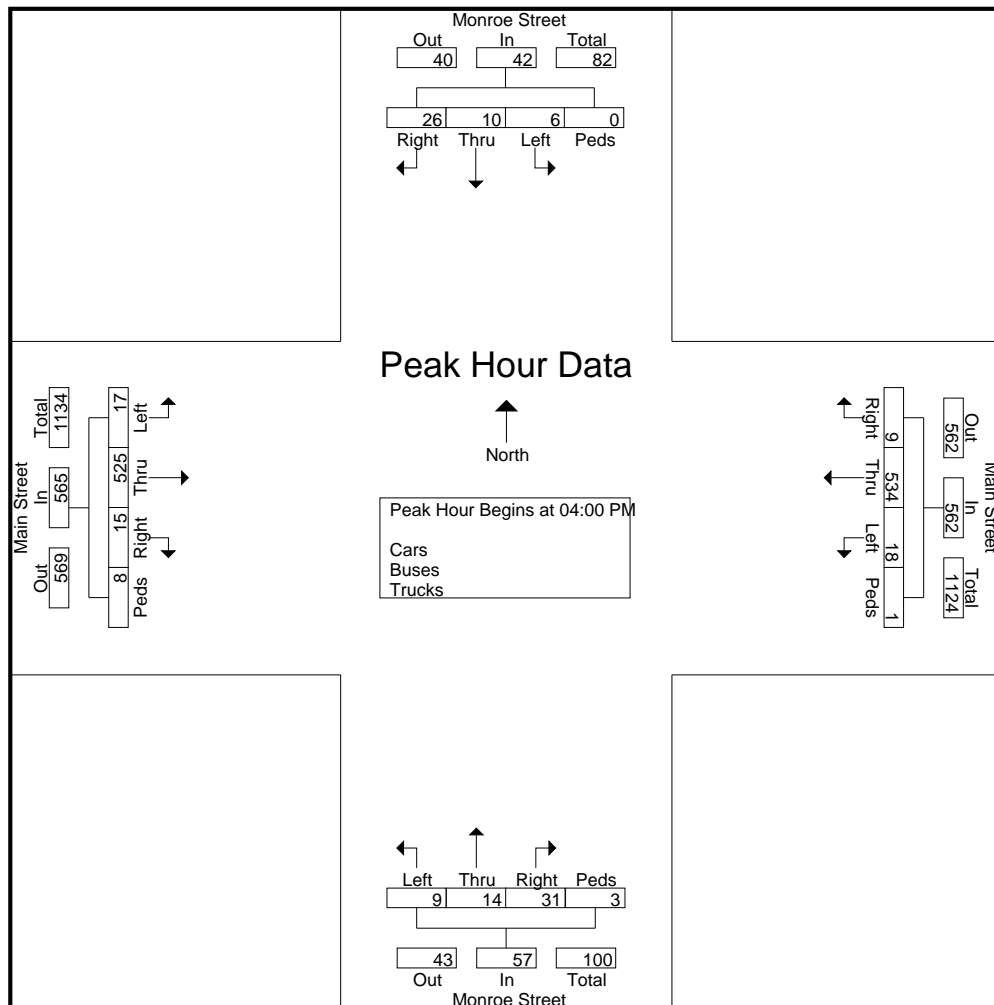 Monroe Street
Out In Total
40 42 82
26 10 6 0
Right Thru Left Peds
Peak Hour Data
North
Peak Hour Begins at 04:00 PM
Cars
Buses
Trucks
Main Street
Out In Total
569 565 1134
Left Thru Right Peds
17 525 15 8
Main Street
Out In Total
562 562 1124
9 534 18 1
Right Thru Left Peds
Left Thru Right Peds
9 14 31 3
43 57 100
Out In Total
Monroe Street